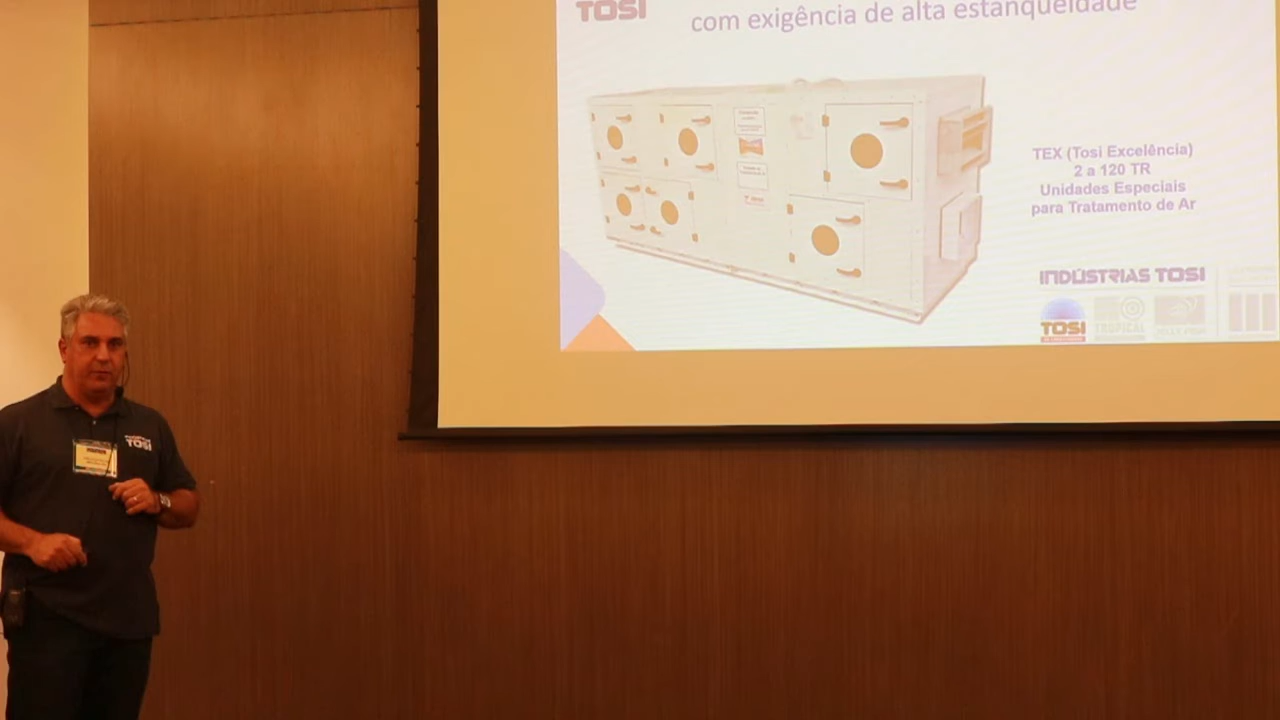 TOSI
com exigência de alta estanqueidade
TEX (Tosi Excelência)
2 a 120 TR
Unidades Especiais
para Tratamento de Ar
INDÚSTRIAS TOSI
TOSI
TROPICAL
TOSI